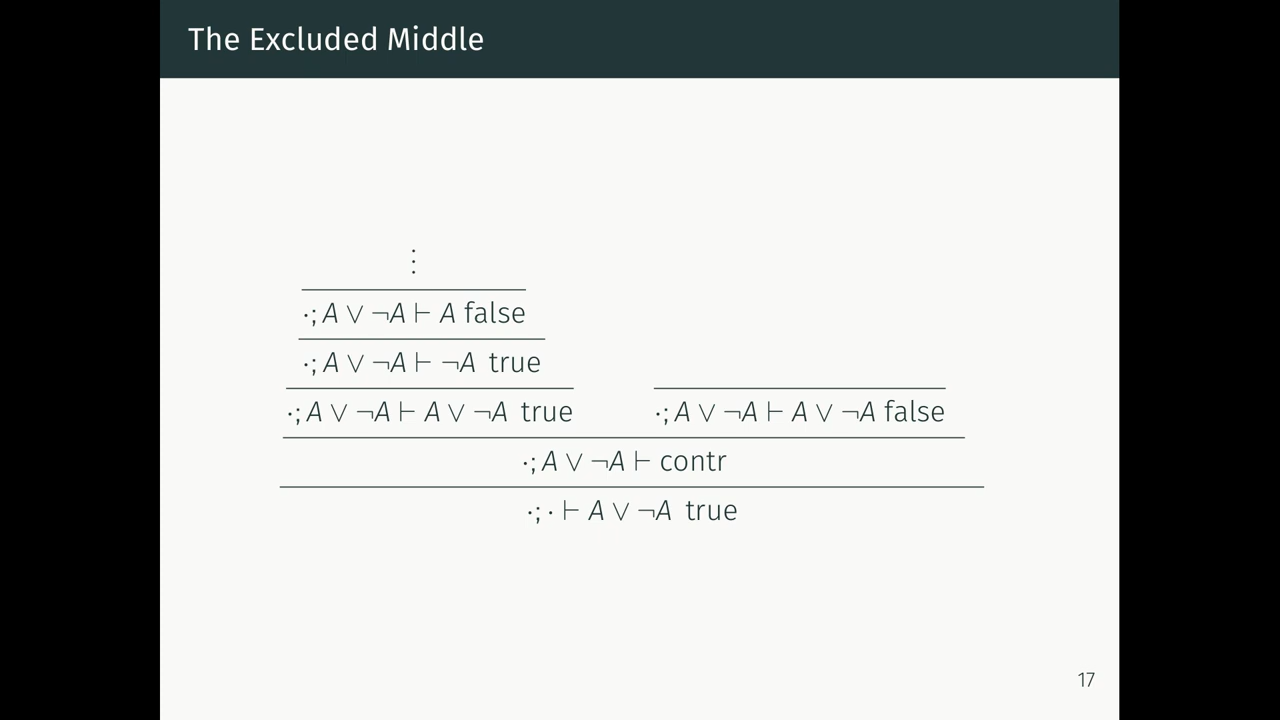 The Excluded Middle
⋮
·; A ∨ ¬A ⊢ A false
·; A ∨ ¬A ⊢ ¬A true
·; A ∨ ¬A ⊢ A ∨ ¬A true ·; A ∨ ¬A ⊢ A ∨ ¬A false
·; A ∨ ¬A ⊢ contr
·; · ⊢ A ∨ ¬A true
17